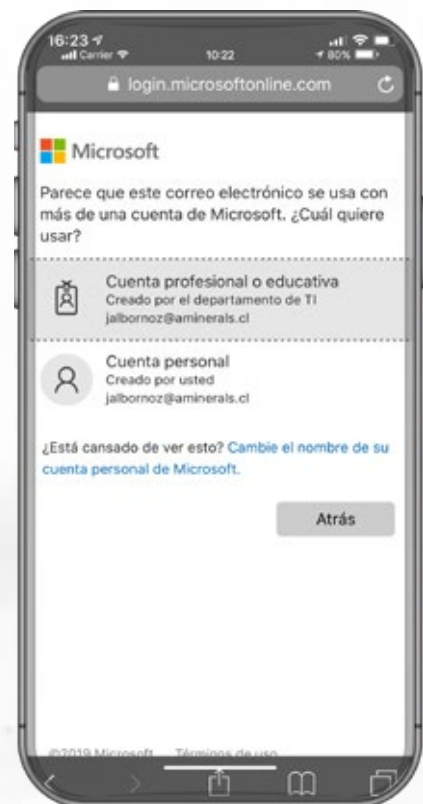 16:23
Carrier 10:22 80%
login.microsoftonline.com
Microsoft
Parece que este correo electrónico se usa con
más de una cuenta de Microsoft. ¿Cuál quiere
usar?
Cuenta profesional o educativa
Creado por el departamento de TI
jalbornoz@aminerals.cl
Cuenta personal
Creado por usted
jalbornoz@aminerals.cl
¿Está cansado de ver esto? Cambie el nombre de su
cuenta personal de Microsoft.
Atrás
©2019 Microsoft Términos de uso